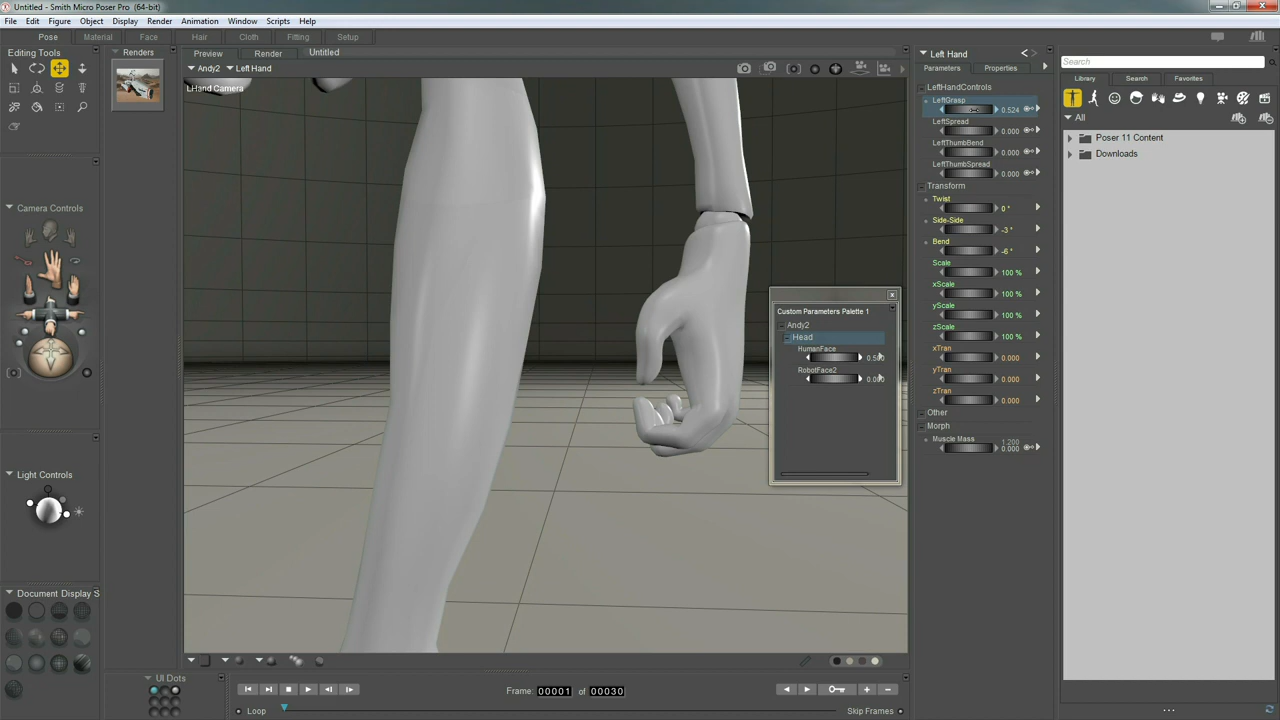 Untitled - Smith Micro Poser Pro (64-bit)
File Edit Figure Object Display Render Animation Window Scripts Help
Pose Material Face Hair Cloth Fitting Setup
Editing Tools
Renders
Preview Render Untitled
Andy2 Left Hand
LHand Camera
Camera Controls
Light Controls
Document Display S
UI Dots
Custom Parameters Palette 1
Andy2
Head
HumanFace
RobotFace2
0.000
Frame: 00001 of 00030
Loop
Skip Frames
Left Hand
Parameters Properties
LeftHandControls
LeftGrasp
0.524
LeftSpread
0.000
LeftThumbBend
0.000
LeftThumbSpread
0.000
Transform
Twist
0 °
Side-Side
-3 °
Bend
-6 °
Scale
100 %
xScale
100 %
yScale
100 %
zScale
100 %
xTran
0.000
yTran
0.000
zTran
0.000
Other
Morph
Muscle Mass
1.200
0.000
Search
Library Search Favorites
All
Poser 11 Content
Downloads